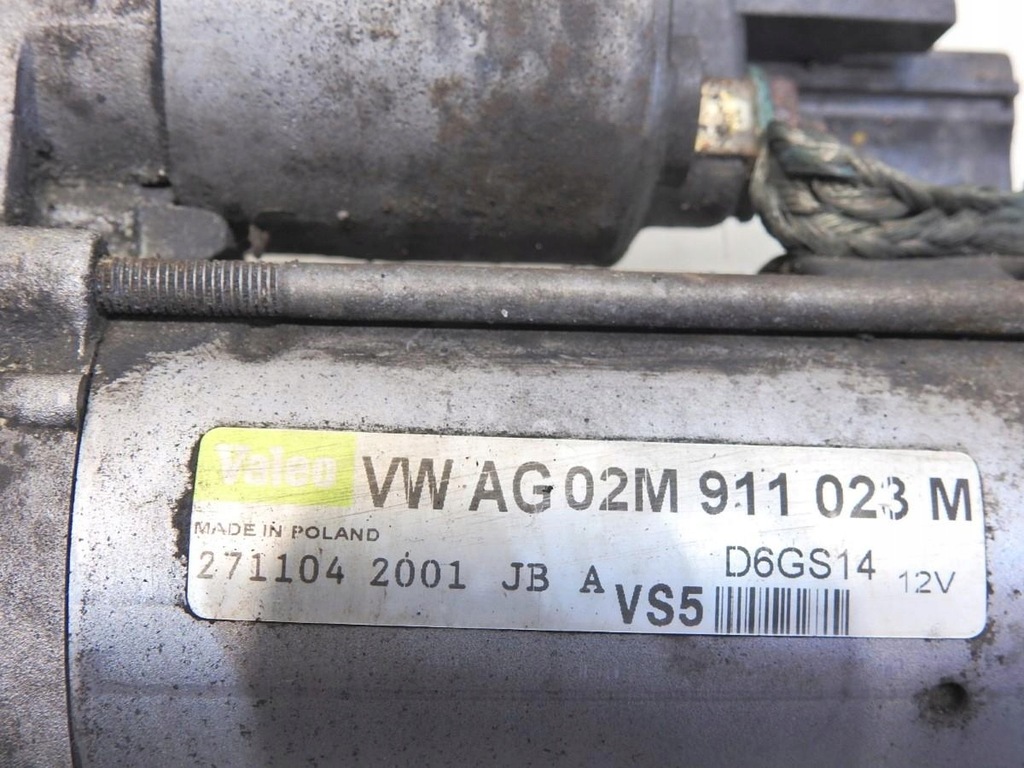 Valeo VW AG 02M 911 023 M
MADE IN POLAND
271104 2001 JB A
D6GS14 12V
VS5